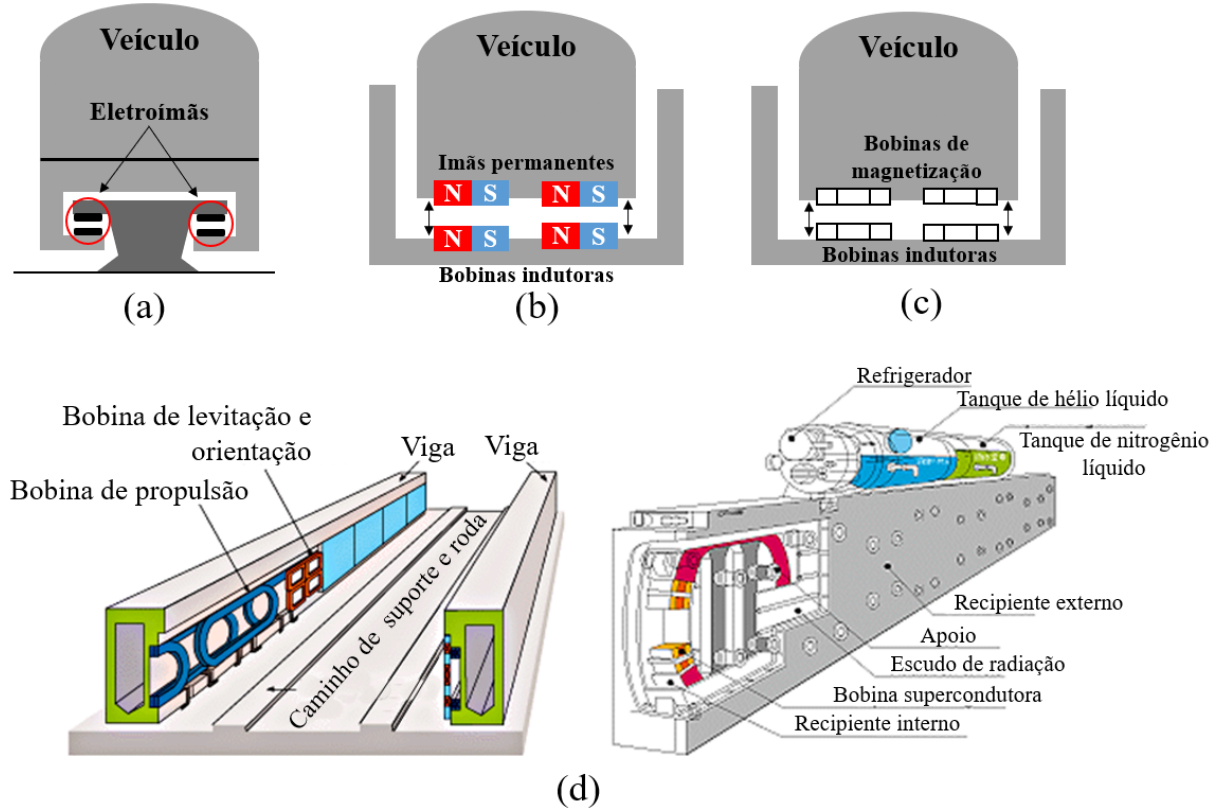 Veículo
Eletroímãs
(a)
Veículo
Imãs permanentes
N S N S
N S N S
Bobinas indutoras
(b)
Veículo
Bobinas de
magnetização
Bobinas indutoras
(c)
Bobina de levitação e
orientação
Bobina de propulsão
Viga
Viga
Caminho de suporte e roda
Refrigerador
Tanque de hélio líquido
Tanque de nitrogênio
líquido
Recipiente externo
Apoio
Escudo de radiação
Bobina supercondutora
Recipiente interno
(d)